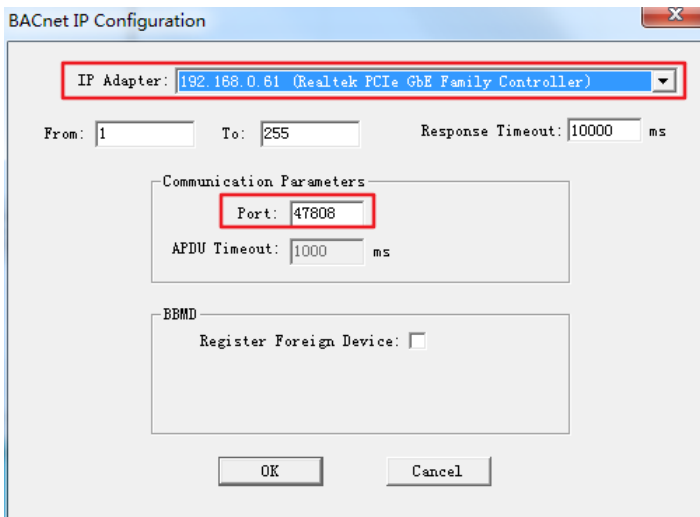 BACnet IP Configuration
IP Adapter: 192.168.0.61 (Realtek PCIe GbE Family Controller)
From: 1 To: 255 Response Timeout: 10000 ms
Communication Parameters
Port: 47808
APDU Timeout: 1000 ms
BBMD
Register Foreign Device:
OK Cancel